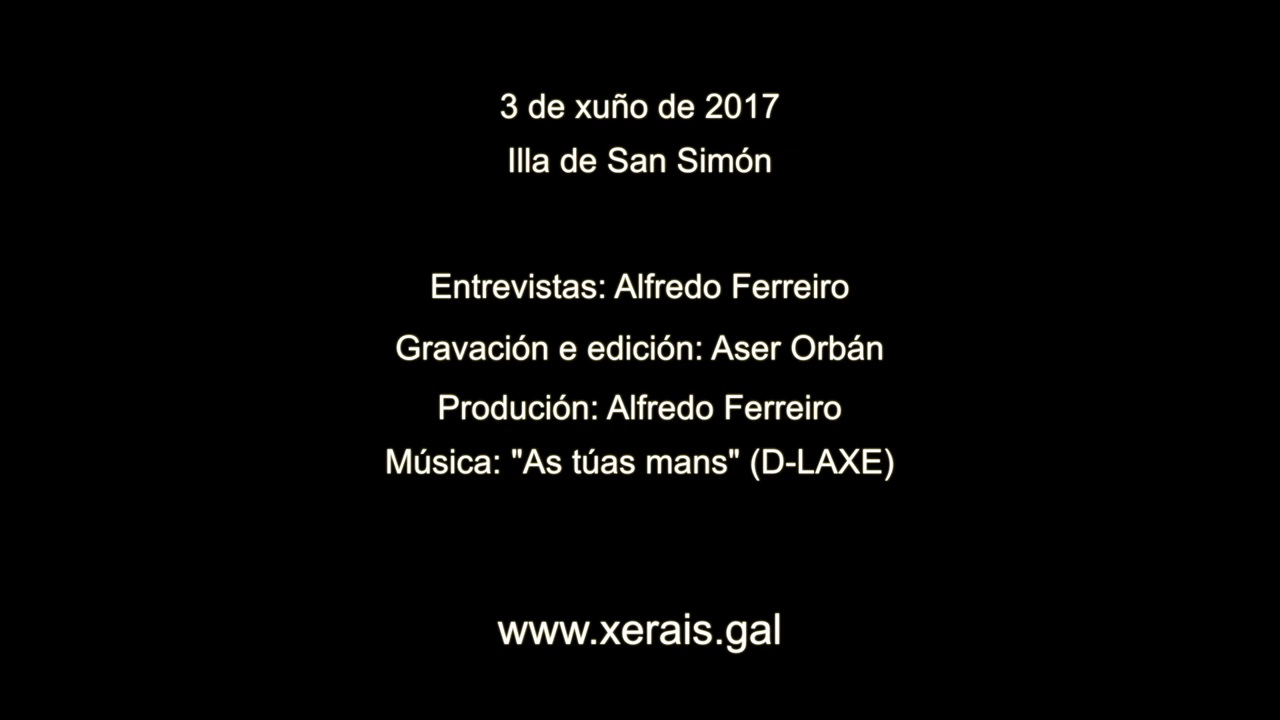 3 de xuño de 2017
Illa de San Simón
Entrevistas: Alfredo Ferreiro
Gravación e edición: Aser Orbán
Produción: Alfredo Ferreiro
Música: "As túas mans" (D-LAXE)
www.xerais.gal